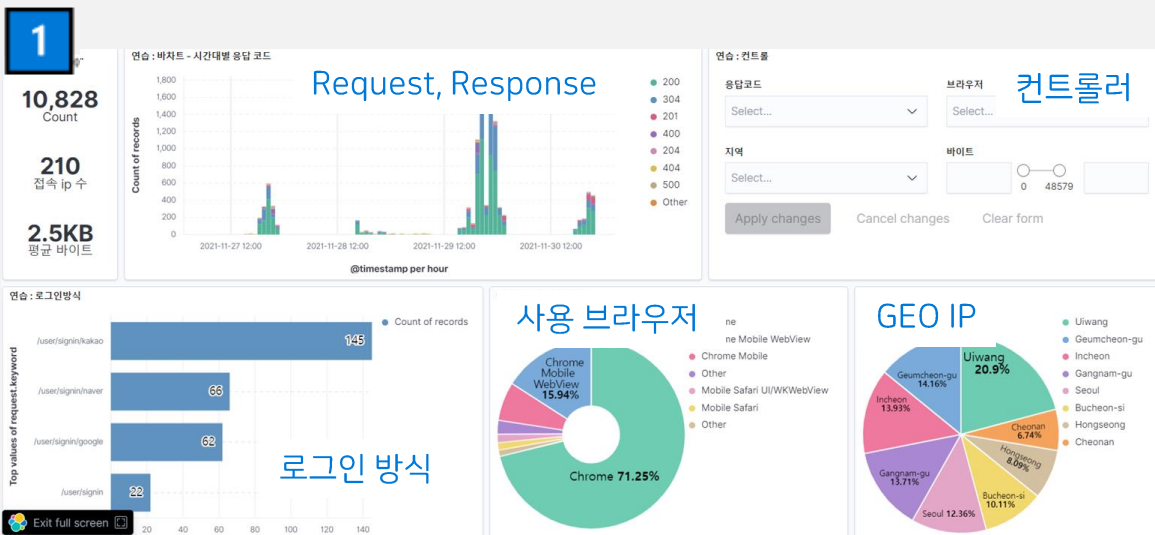 1
10,828
Count
210
접속 ip 수
2.5KB
평균 바이트
연습 : 바차트 - 시간대별 응답 코드
Request, Response
1,800
1,600
1,400
1,200
1,000
800
600
400
200
0
Count of records
2021-11-27 12:00
2021-11-28 12:00
2021-11-29 12:00
2021-11-30 12:00
@timestamp per hour
200
304
201
400
204
404
500
Other
연습 : 컨트롤
컨트롤러
응답코드
Select...
브라우저
Select...
지역
Select...
바이트
0
48579
Apply changes
Cancel changes
Clear form
연습 : 로그인방식
Count of records
Top values of request.keyword
/user/signin/kakao
145
/user/signin/naver
66
/user/signin/google
62
/user/signin
22
로그인 방식
20
40
60
80
100
120
140
Exit full screen
사용 브라우저
ne
ne Mobile WebView
Chrome Mobile
Other
Mobile Safari UI/WKWebView
Mobile Safari
Other
Chrome
Mobile
WebView
15.94%
Chrome 71.25%
GEO IP
Uiwang
Geumcheon-gu
Incheon
Gangnam-gu
Seoul
Bucheon-si
Hongseong
Cheonan
Uiwang
20.9%
Geumcheon-gu
14.16%
Incheon
13.93%
Gangnam-gu
13.71%
Seoul 12.36%
Bucheon-si
10.11%
Hongseong
8.09%
Cheonan
6.74%